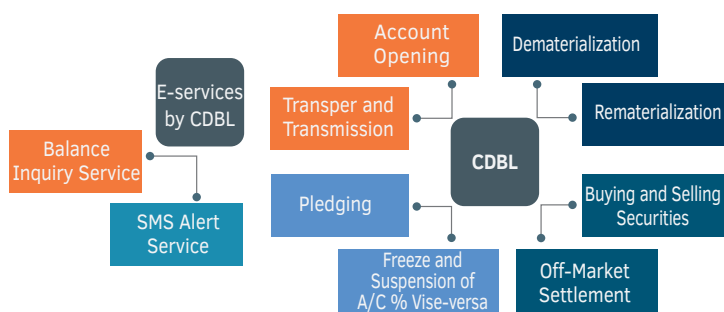 E-services
by CDBL
Balance
Inquiry Service
SMS Alert
Service
Account
Opening
Transper and
Transmission
Dematerialization
Rematerialization
CDBL
Pledging
Freeze and
Suspension of
A/C % Vise-versa
Buying and Selling
Securities
Off-Market
Settlement